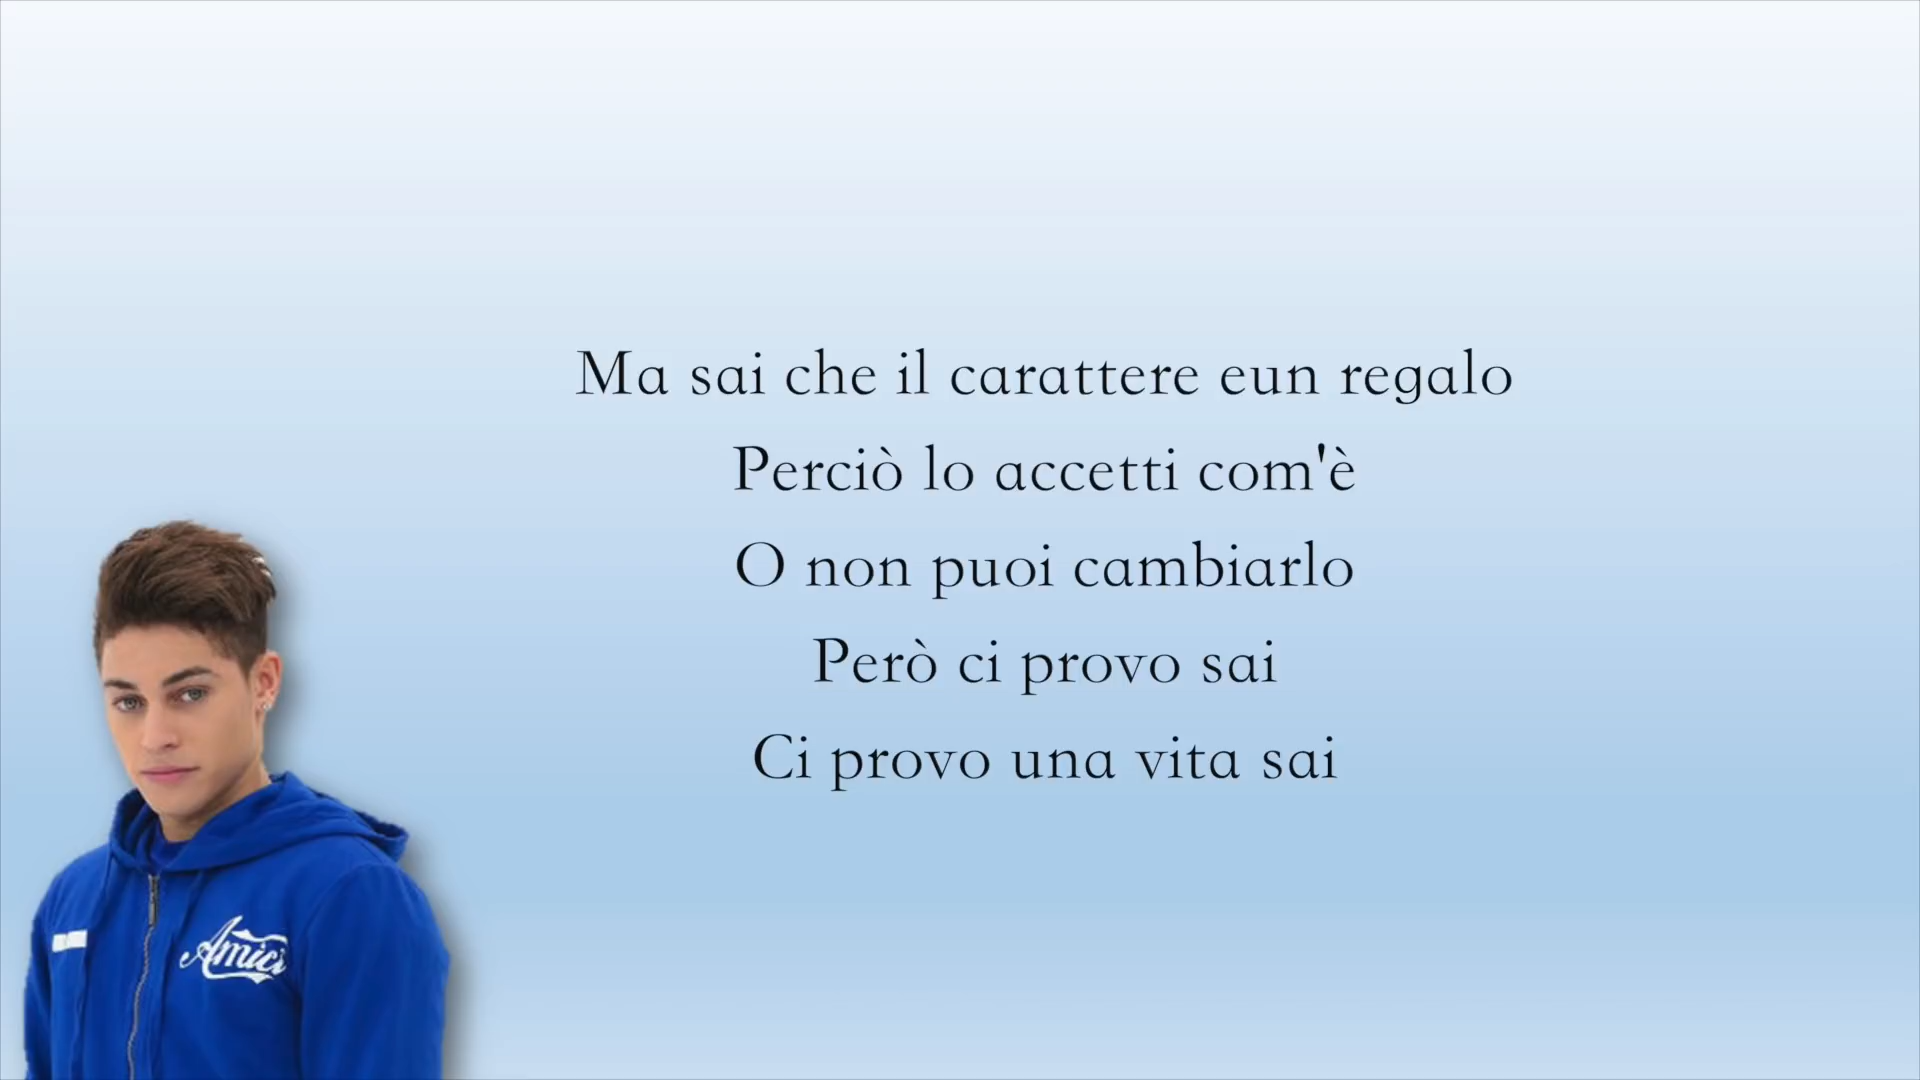 Ma sai che il carattere eun regalo
Perciò lo accetti com'è
O non puoi cambiarlo
Però ci provo sai
Ci provo una vita sai
Amici